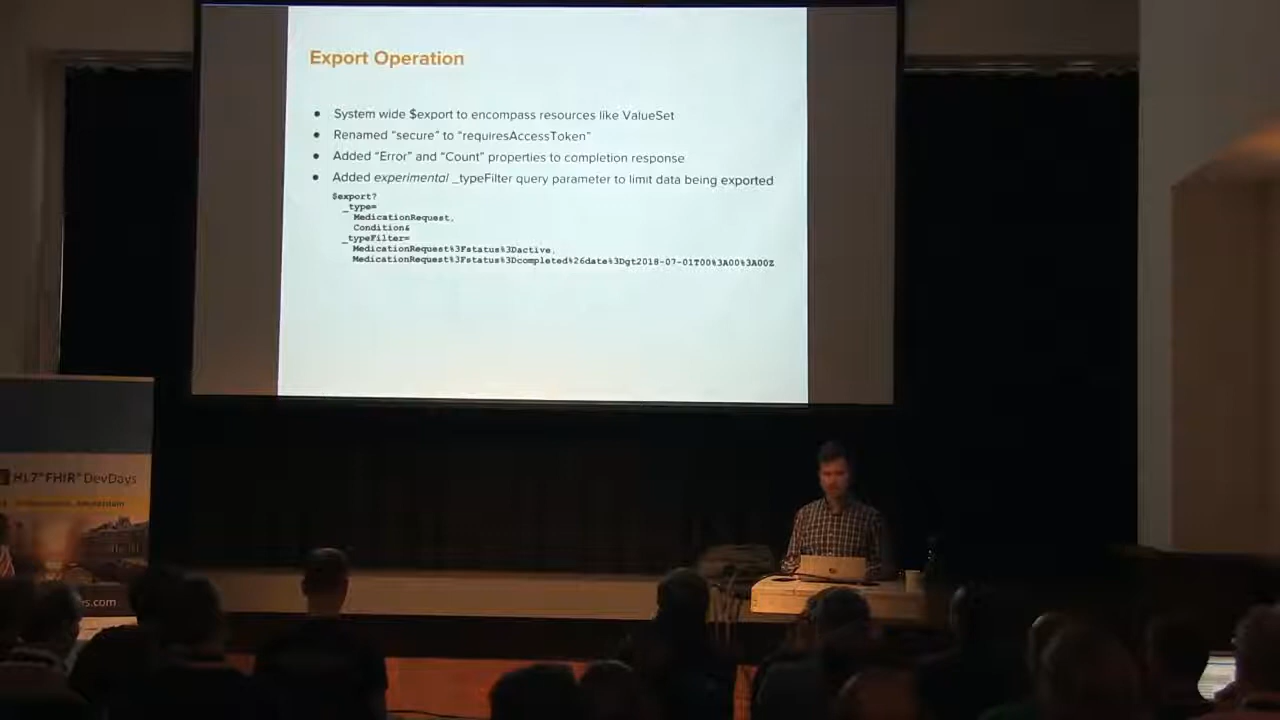 Export Operation
● System wide $export to encompass resources like ValueSet
● Renamed “secure” to “requiresAccessToken”
● Added “Error” and “Count” properties to completion response
● Added experimental _typeFilter query parameter to limit data being exported
$export?
_type=
MedicationRequest,
Condition&
_typeFilter=
MedicationRequest%3Fstatus%3Dactive,
MedicationRequest%3Fstatus%3Dcompleted%26date%3Dgt2018-07-01T00%3A00%3A00Z
HL7® FHIR® DevDays
Amsterdam
s.com